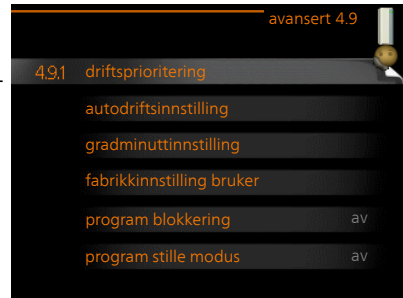 avansert 4.9
4.9.1 driftsprioritering
autodriftsinnstilling
gradminuttinnstilling
fabrikkinnstilling bruker
program blokkering av
program stille modus av